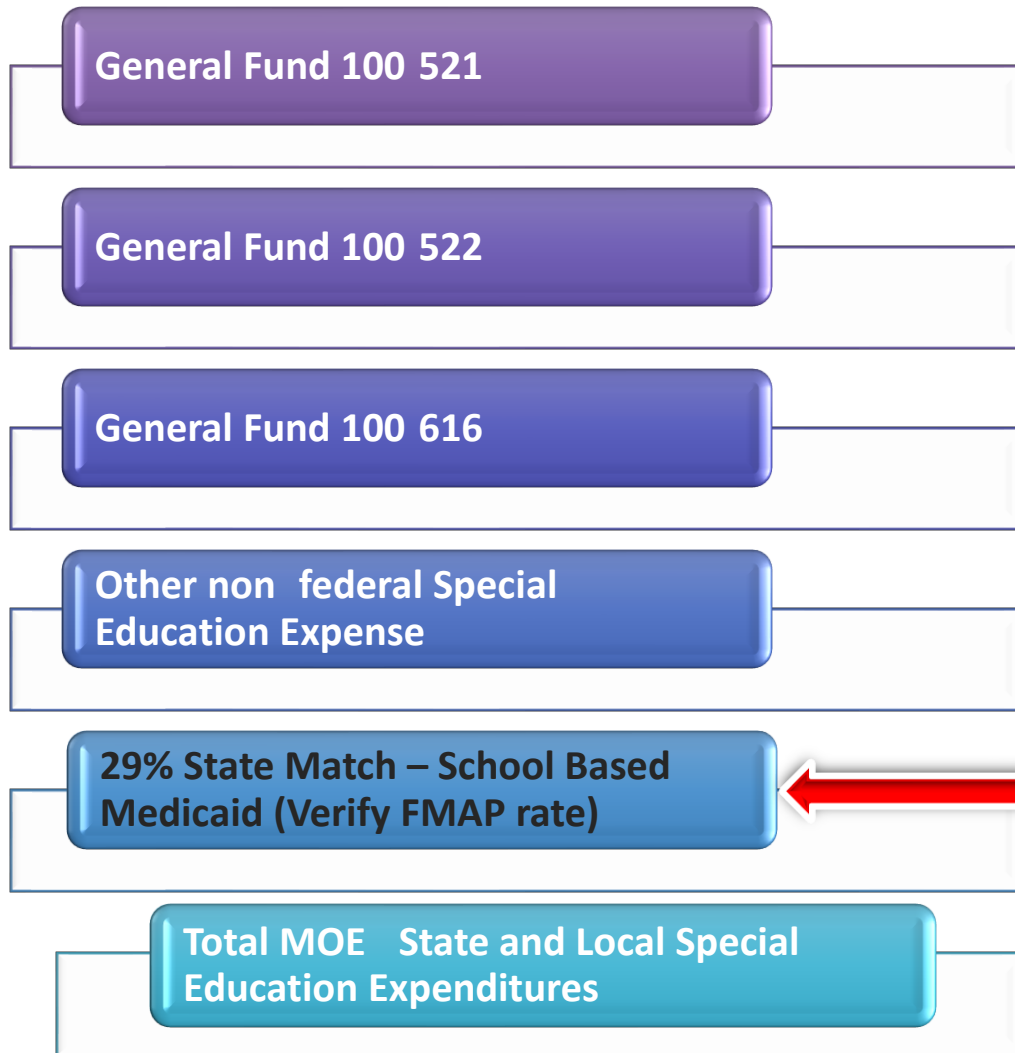 General Fund 100 521
General Fund 100 522
General Fund 100 616
Other non federal Special
Education Expense
29% State Match – School Based
Medicaid (Verify FMAP rate)
Total MOE State and Local Special
Education Expenditures